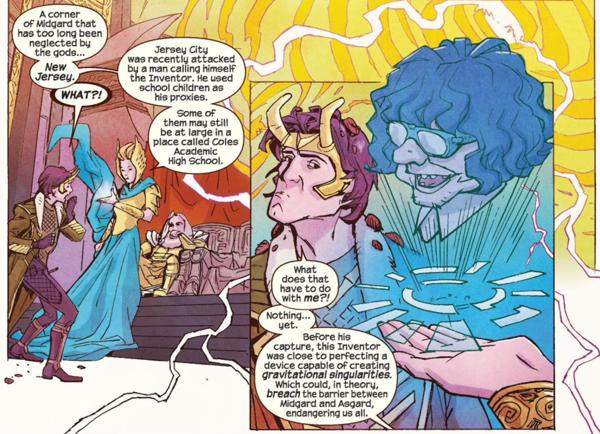 A corner
of Midgard that
has too long been
neglected by
the gods...
New
Jersey.
WHAT?!
Jersey City
was recently attacked
by a man calling himself
the Inventor. He used
school children as
his proxies.
Some of
them may still
be at large in a
place called Coles
Academic
High School.
What
does that
have to do
with me?!
Nothing...
yet.
Before his
capture, this Inventor
was close to perfecting a
device capable of creating
gravitational singularities.
Which could, in theory,
breach the barrier between
Midgard and Asgard,
endangering us all.